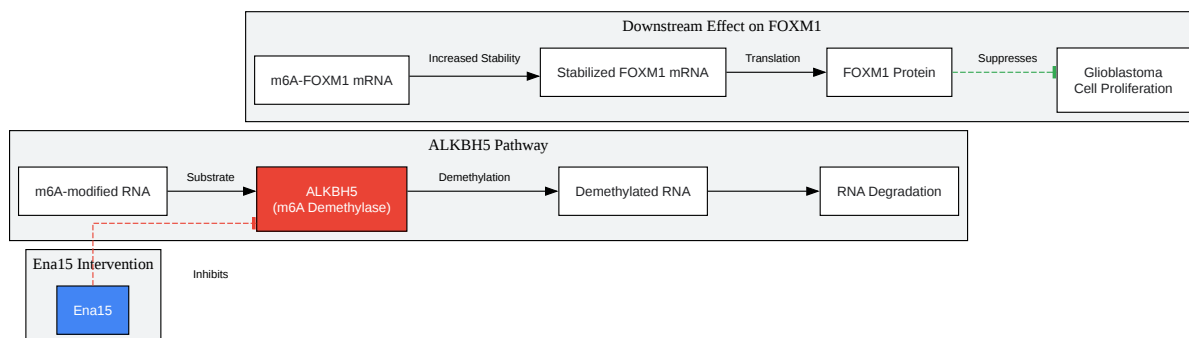 Downstream Effect on FOXM1
m6A-FOXM1 mRNA
Increased Stability
Stabilized FOXM1 mRNA
Translation
FOXM1 Protein
Suppresses
Glioblastoma
Cell Proliferation
ALKBH5 Pathway
m6A-modified RNA
Substrate
ALKBH5
(m6A Demethylase)
Demethylation
Demethylated RNA
RNA Degradation
Ena15 Intervention
Inhibits
Ena15